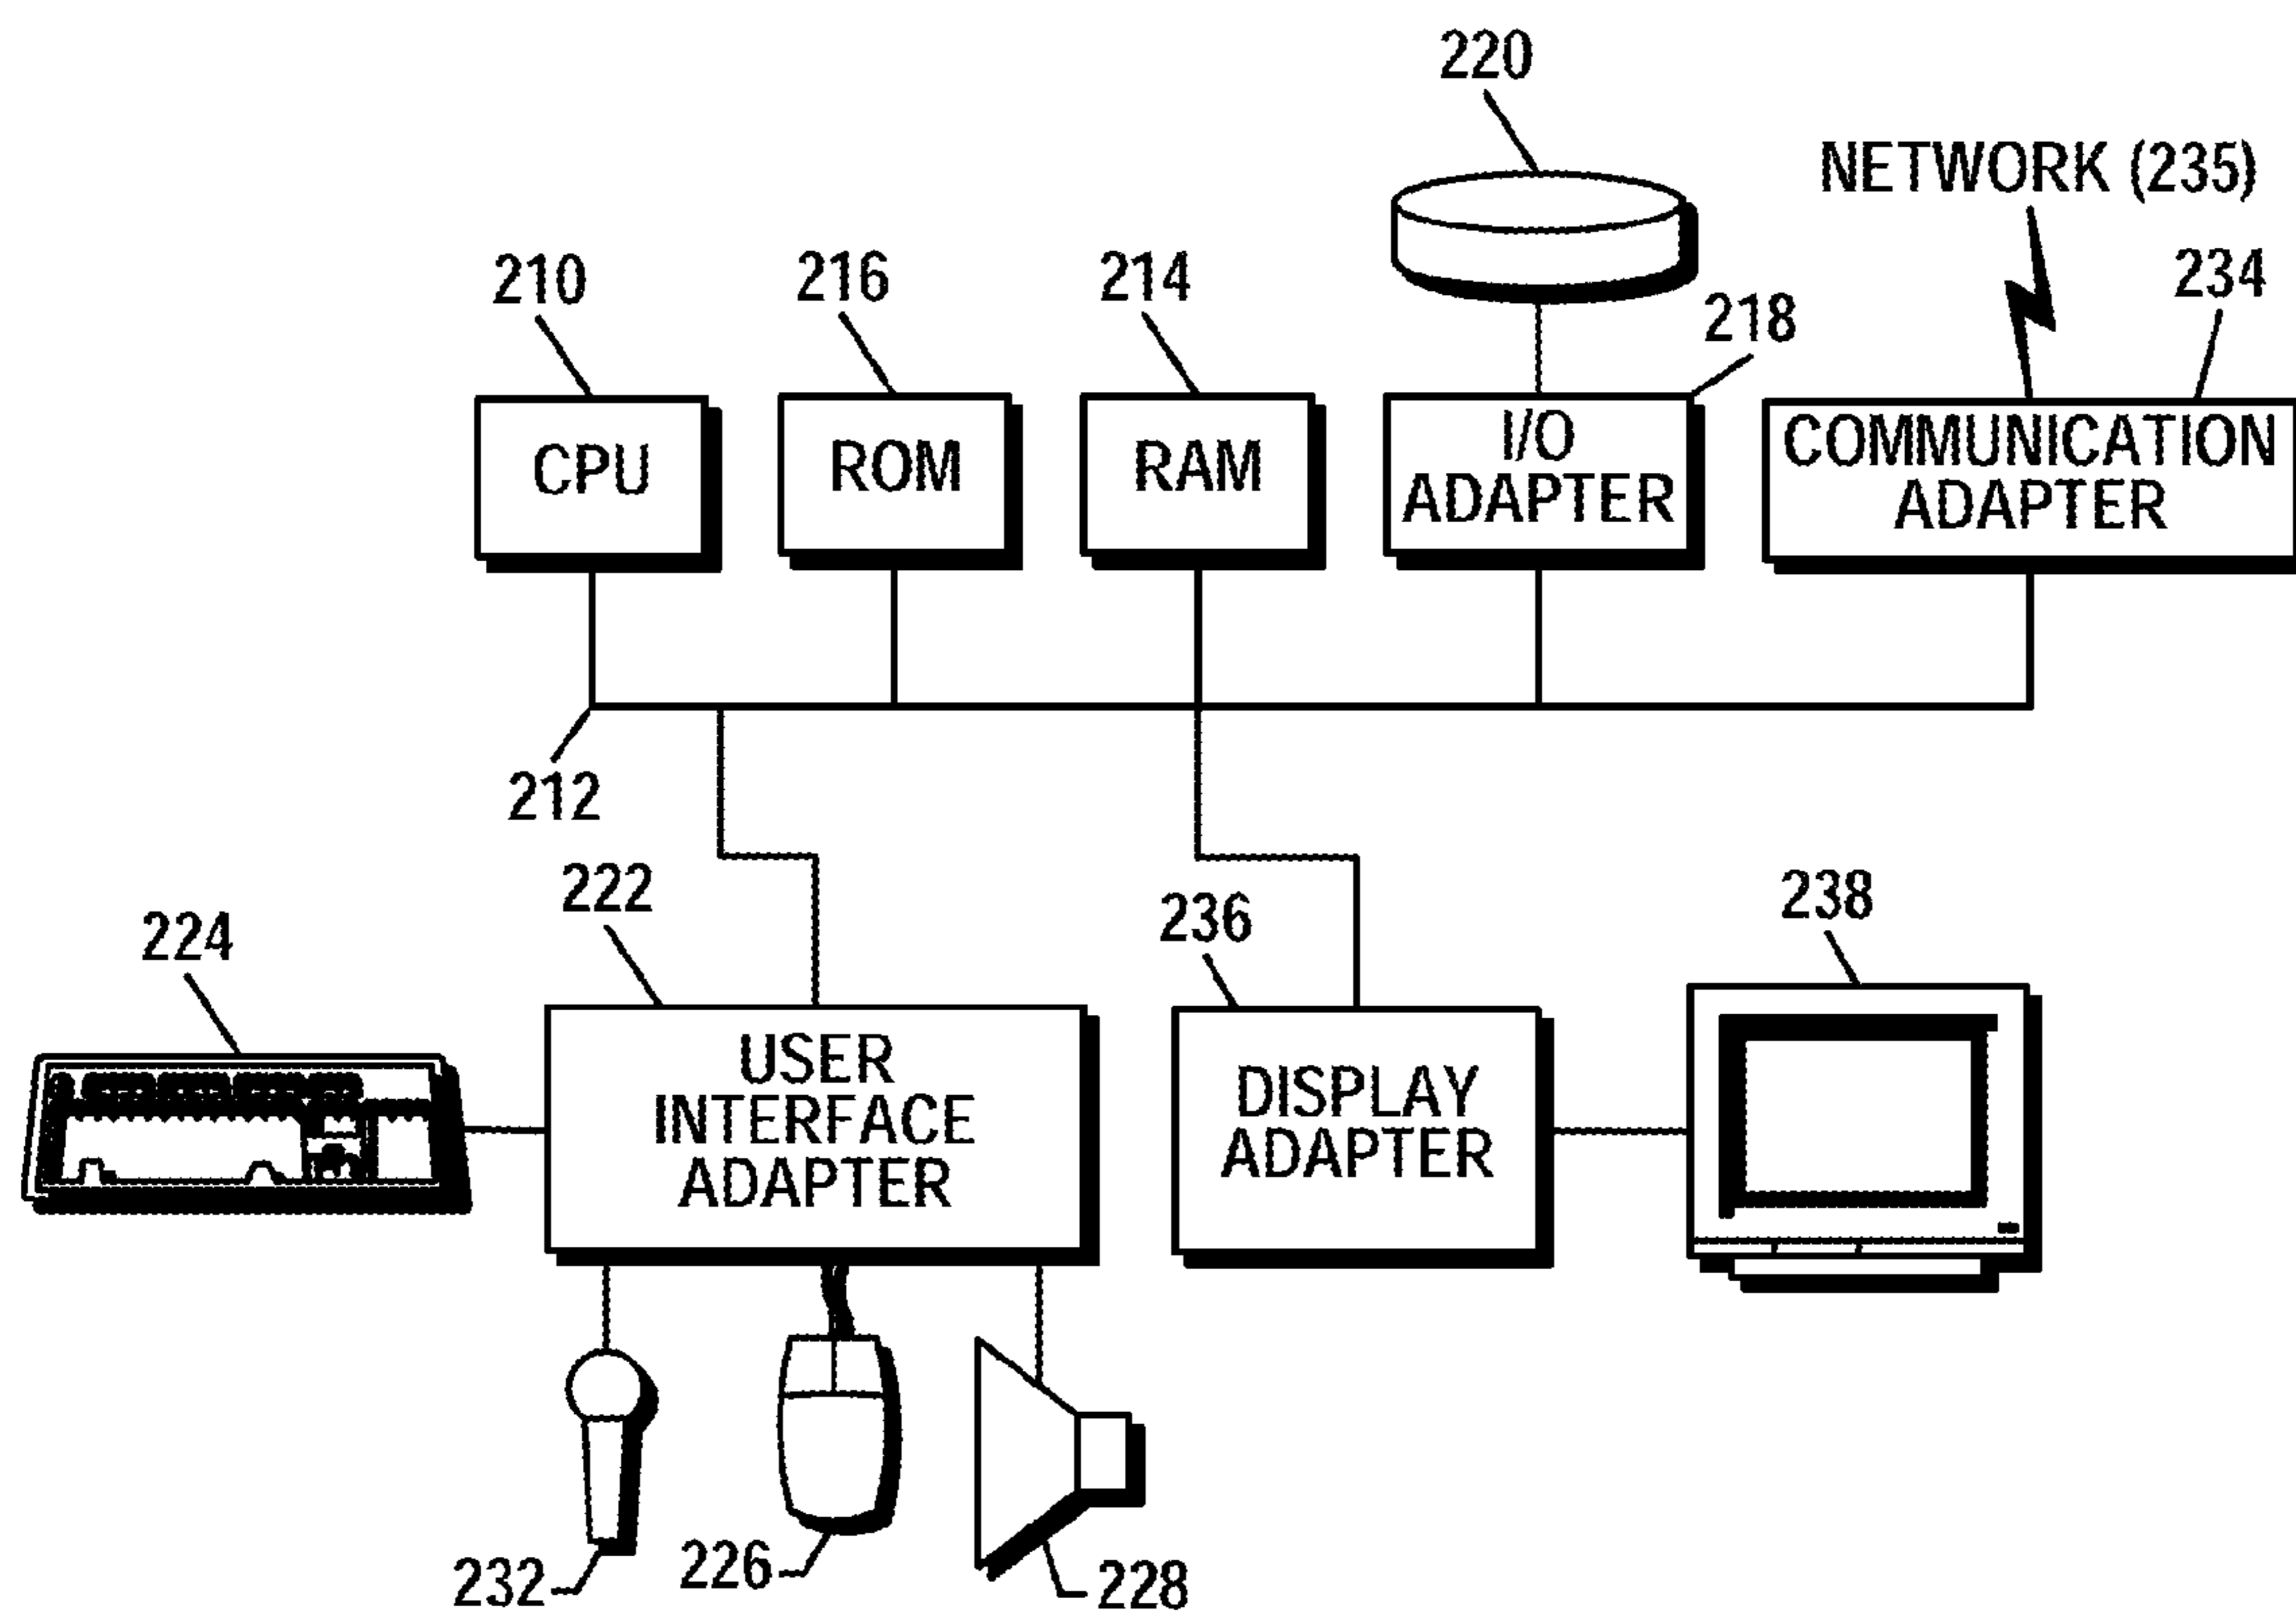 220
NETWORK (235)
210
216
214
218
234
CPU
ROM
RAM
I/O
ADAPTER
COMMUNICATION
ADAPTER
212
222
236
238
224
USER
INTERFACE
ADAPTER
DISPLAY
ADAPTER
232
226
228